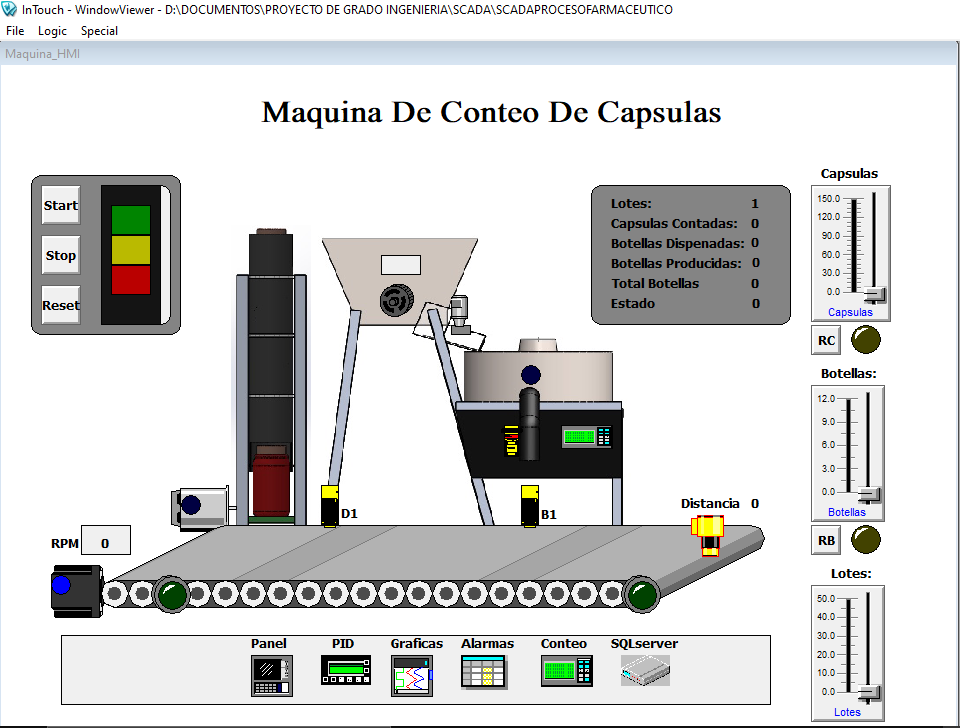 InTouch - WindowViewer - D:\DOCUMENTOS\PROYECTO DE GRADO INGENIERIA\SCADA\SCADAPROCESOFARMACEUTICO
File Logic Special
Maquina_HMI
Maquina De Conteo De Capsulas
Start
Stop
Reset
Lotes: 1
Capsulas Contadas: 0
Botellas Dispenadas: 0
Botellas Producidas: 0
Total Botellas 0
Estado 0
Capsulas
150.0
120.0
90.0
60.0
30.0
0.0
Capsulas
RC
Botellas:
12.0
9.0
6.0
3.0
0.0
Botellas
RB
Lotes:
50.0
40.0
30.0
20.0
10.0
0.0
Lotes
D1
B1
Distancia 0
RPM 0
Panel PID Graficas Alarmas Conteo SQLserver